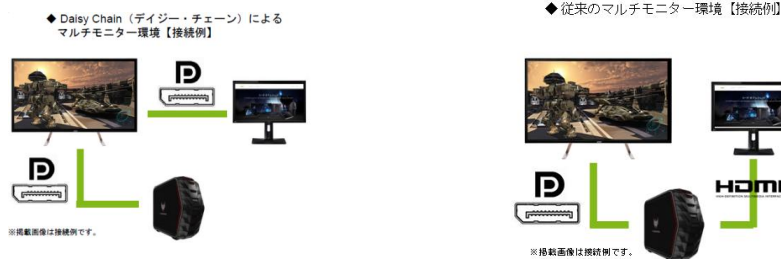 ◆ Daisy Chain（デイジー・チェーン）による
マルチモニター環境【接続例】
※掲載画像は接続例です。
◆ 従来のマルチモニター環境【接続例】
HDMI
※掲載画像は接続例です。